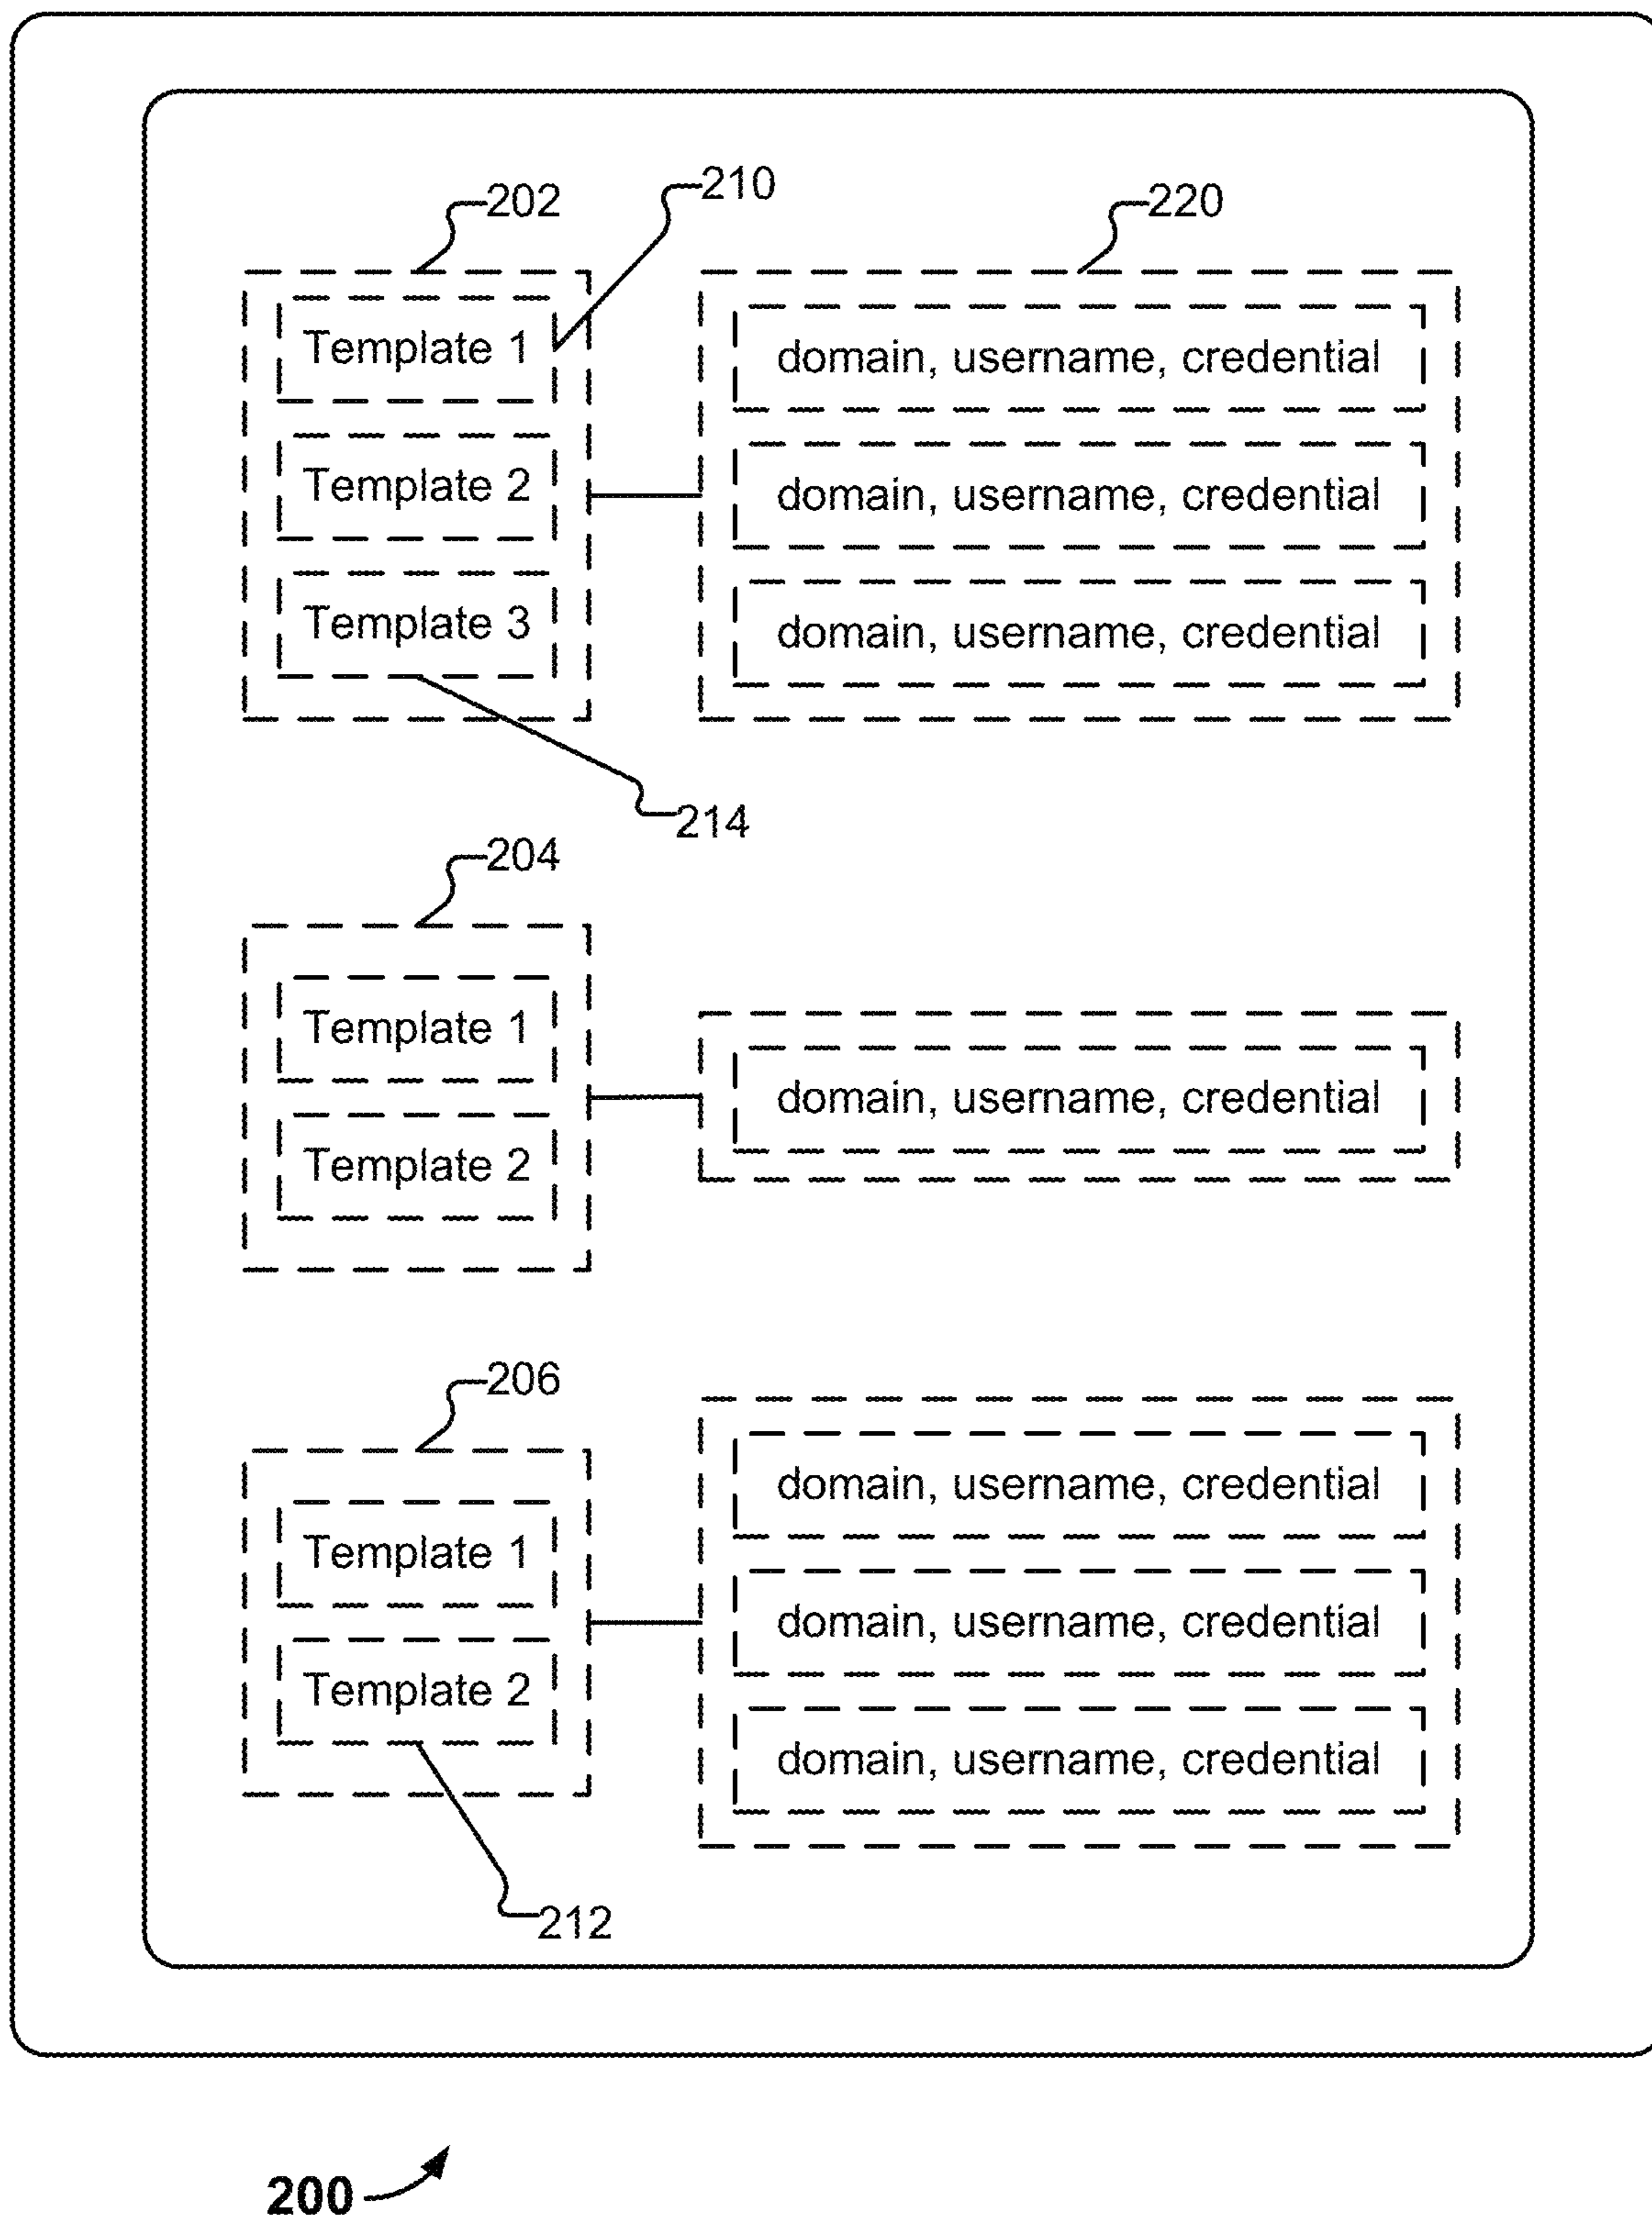 202
210
220
Template 1
domain, username, credential
Template 2
domain, username, credential
Template 3
domain, username, credential
214
204
Template 1
domain, username, credential
Template 2
206
domain, username, credential
Template 1
domain, username, credential
Template 2
domain, username, credential
212
200